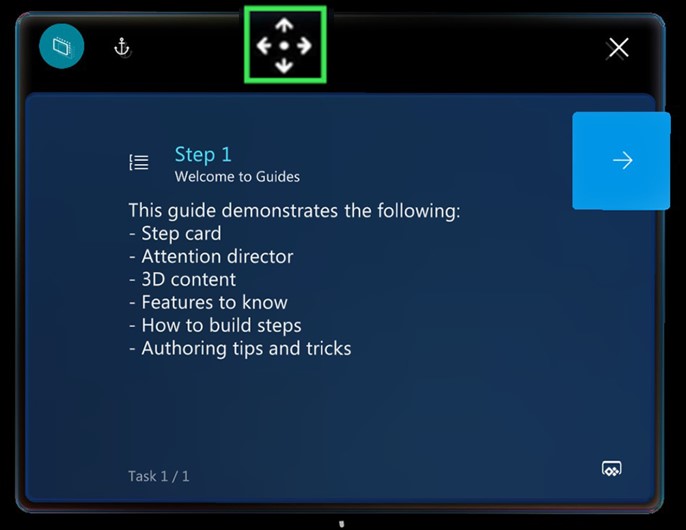 Step 1
Welcome to Guides
This guide demonstrates the following:
- Step card
- Attention director
- 3D content
- Features to know
- How to build steps
- Authoring tips and tricks
Task 1 / 1